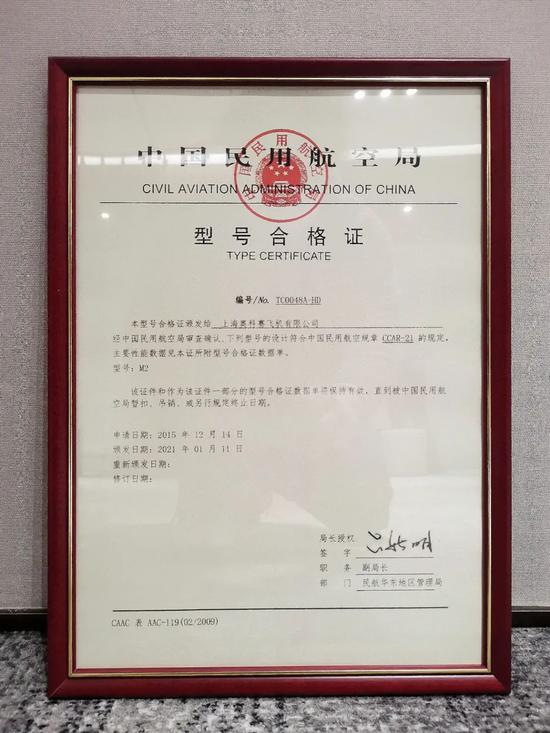 中国民用航空局
中国民用航空局
CIVIL AVIATION ADMINISTRATION OF CHINA
型号合格证
TYPE CERTIFICATE
编号/No. TC0048A-HD
本型号合格证颁发给 上海奥科赛飞机有限公司
经中国民用航空局审查确认，下列型号的设计符合中国民用航空规章 CCAR-21 的规定，
主要性能数据见本证所附型号合格证数据单。
型号：M2
该证件和作为该证件一部分的型号合格证数据单将保持有效，直到被中国民用航
空局暂扣、吊销、或另行规定终止日期。
申请日期：2015 年 12 月 14 日
颁发日期：2021 年 01 月 11 日
重新颁发日期：
修订日期：
局长授权
签 字
职 务 副局长
部 门 民航华东地区管理局
CAAC 表 AAC-119(02/2009)